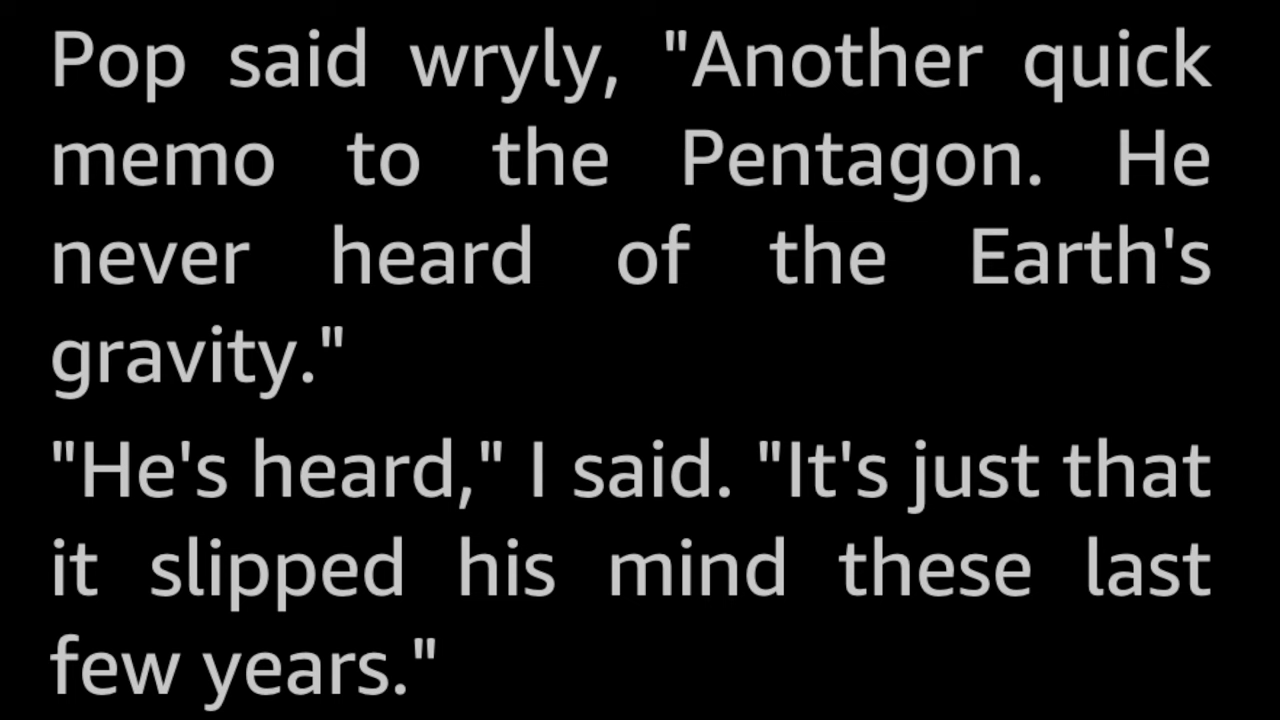 Pop said wryly, "Another quick
memo to the Pentagon. He
never heard of the Earth's
gravity."
"He's heard," I said. "It's just that
it slipped his mind these last
few years."